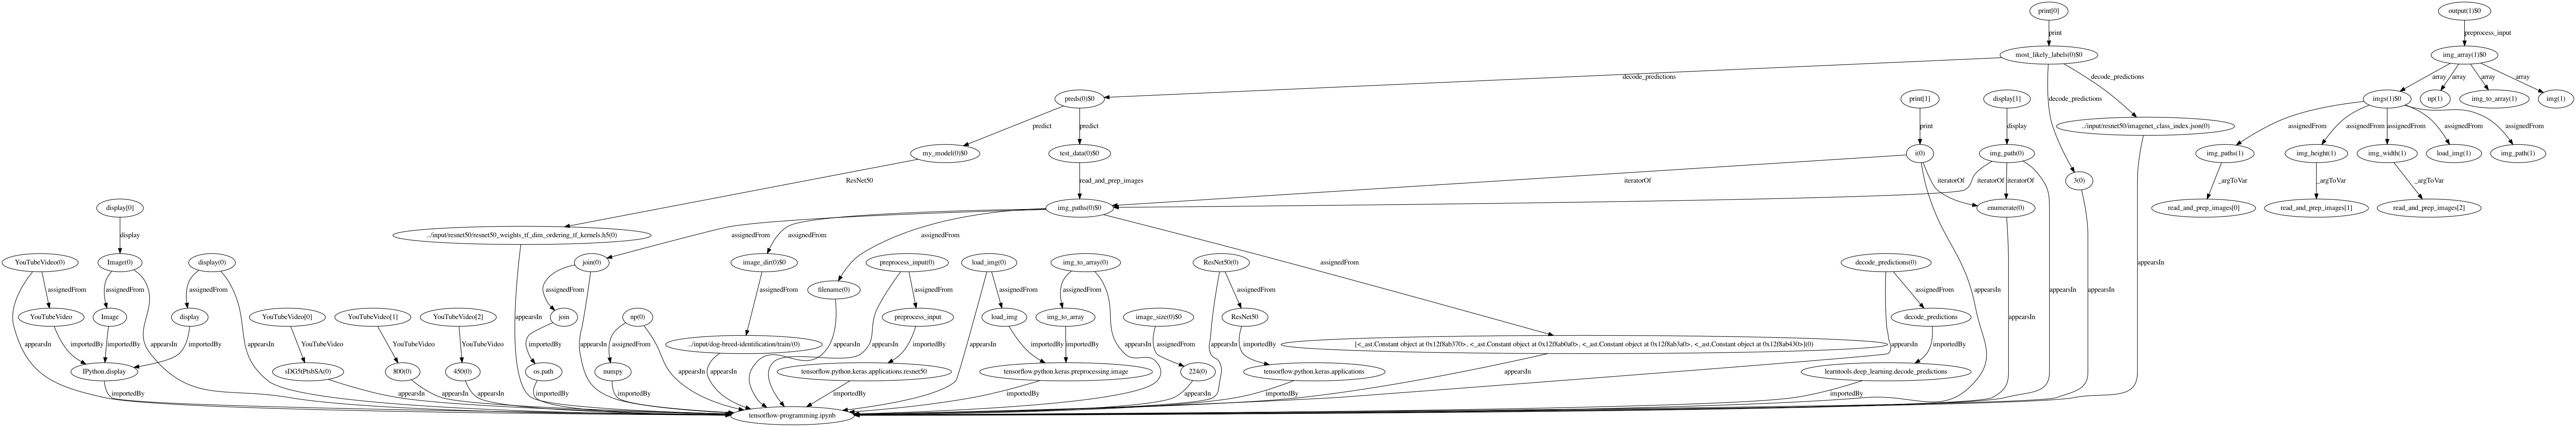 print[0]
output(1)$0
print
preprocess_input
most_likely_labels(0)$0
img_array(1)$0
decode_predictions
decode_predictions
array
array
array
array
preds(0)$0
print[1]
display[1]
decode_predictions
imgs(1)$0
np(1)
img_to_array(1)
img(1)
predict
predict
print
display
../input/resnet50/imagenet_class_index.json(0)
assignedFrom
assignedFrom
assignedFrom
assignedFrom
assignedFrom
my_model(0)$0
test_data(0)$0
i(0)
img_path(0)
img_paths(1)
img_height(1)
img_width(1)
load_img(1)
img_path(1)
ResNet50
read_and_prep_images
iteratorOf
iteratorOf
iteratorOf
iteratorOf
3(0)
_argToVar
_argToVar
_argToVar
display[0]
img_paths(0)$0
enumerate(0)
read_and_prep_images[0]
read_and_prep_images[1]
read_and_prep_images[2]
display
../input/resnet50/resnet50_weights_tf_dim_ordering_tf_kernels.h5(0)
assignedFrom
assignedFrom
assignedFrom
assignedFrom
YouTubeVideo(0)
Image(0)
display(0)
join(0)
image_dir(0)$0
preprocess_input(0)
load_img(0)
img_to_array(0)
ResNet50(0)
decode_predictions(0)
appearsIn
assignedFrom
assignedFrom
assignedFrom
assignedFrom
assignedFrom
filename(0)
assignedFrom
assignedFrom
assignedFrom
assignedFrom
assignedFrom
appearsIn
appearsIn
YouTubeVideo
Image
display
YouTubeVideo[0]
YouTubeVideo[1]
YouTubeVideo[2]
appearsIn
join
np(0)
preprocess_input
load_img
img_to_array
image_size(0)$0
ResNet50
decode_predictions
appearsIn
appearsIn
importedBy
importedBy
appearsIn
importedBy
appearsIn
YouTubeVideo
YouTubeVideo
YouTubeVideo
importedBy
appearsIn
assignedFrom
../input/dog-breed-identification/train/(0)
appearsIn
appearsIn
importedBy
appearsIn
importedBy
importedBy
appearsIn
assignedFrom
appearsIn
importedBy
[<_ast.Constant object at 0x12f8ab370>, <_ast.Constant object at 0x12f8ab0a0>, <_ast.Constant object at 0x12f8ab3a0>, <_ast.Constant object at 0x12f8ab430>](0)
appearsIn
importedBy
IPython.display
sDG5tPtsbSA(0)
800(0)
450(0)
os.path
numpy
appearsIn
appearsIn
tensorflow.python.keras.applications.resnet50
tensorflow.python.keras.preprocessing.image
224(0)
tensorflow.python.keras.applications
appearsIn
learntools.deep_learning.decode_predictions
importedBy
appearsIn
appearsIn
appearsIn
importedBy
importedBy
importedBy
importedBy
appearsIn
importedBy
importedBy
tensorflow-programming.ipynb